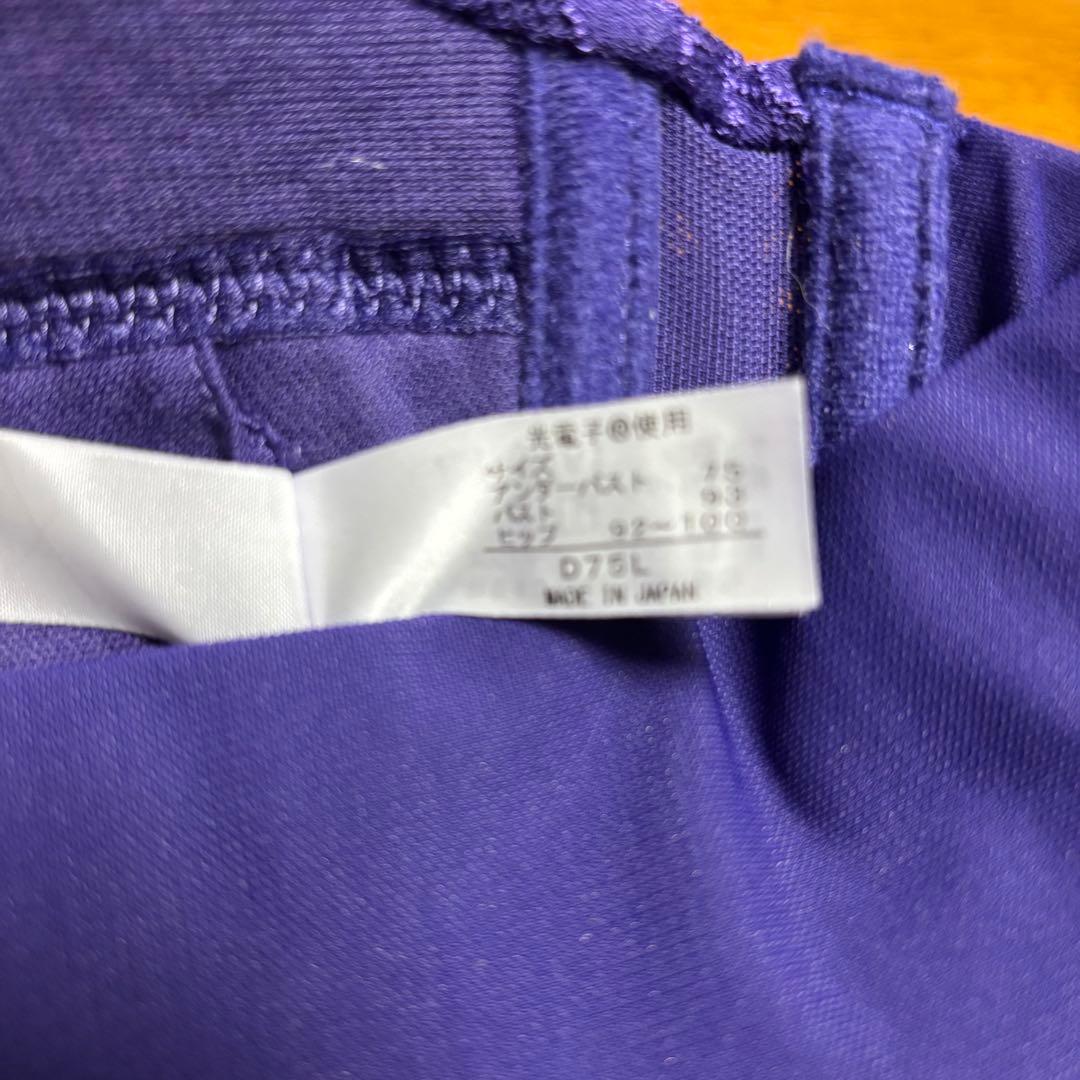 光電子®使用
サイズ
アンダーバスト 75
バスト 93
ヒップ 92〜100
D75L
MADE IN JAPAN